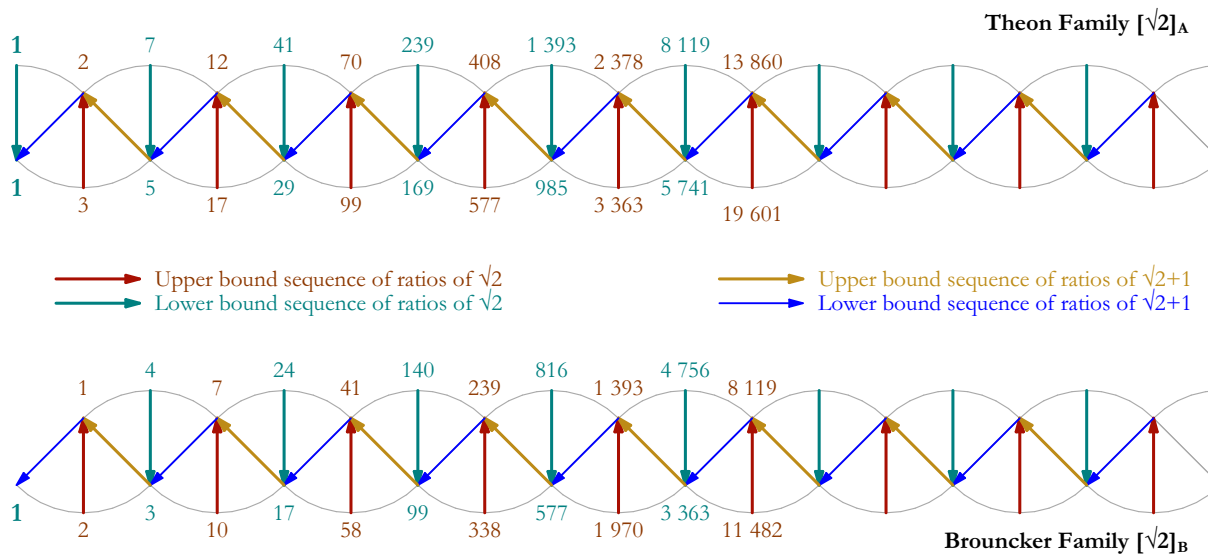 Theon Family [√2]A
1 7 41 239 1 393 8 119
2 12 70 408 2 378 13 860
1 5 29 169 985 5 741
3 17 99 577 3 363 19 601
Upper bound sequence of ratios of √2
Lower bound sequence of ratios of √2
Upper bound sequence of ratios of √2+1
Lower bound sequence of ratios of √2+1
4 24 140 816 4 756
1 7 41 239 1 393 8 119
1 3 17 99 577 3 363
2 10 58 338 1 970 11 482
Brouncker Family [√2]B